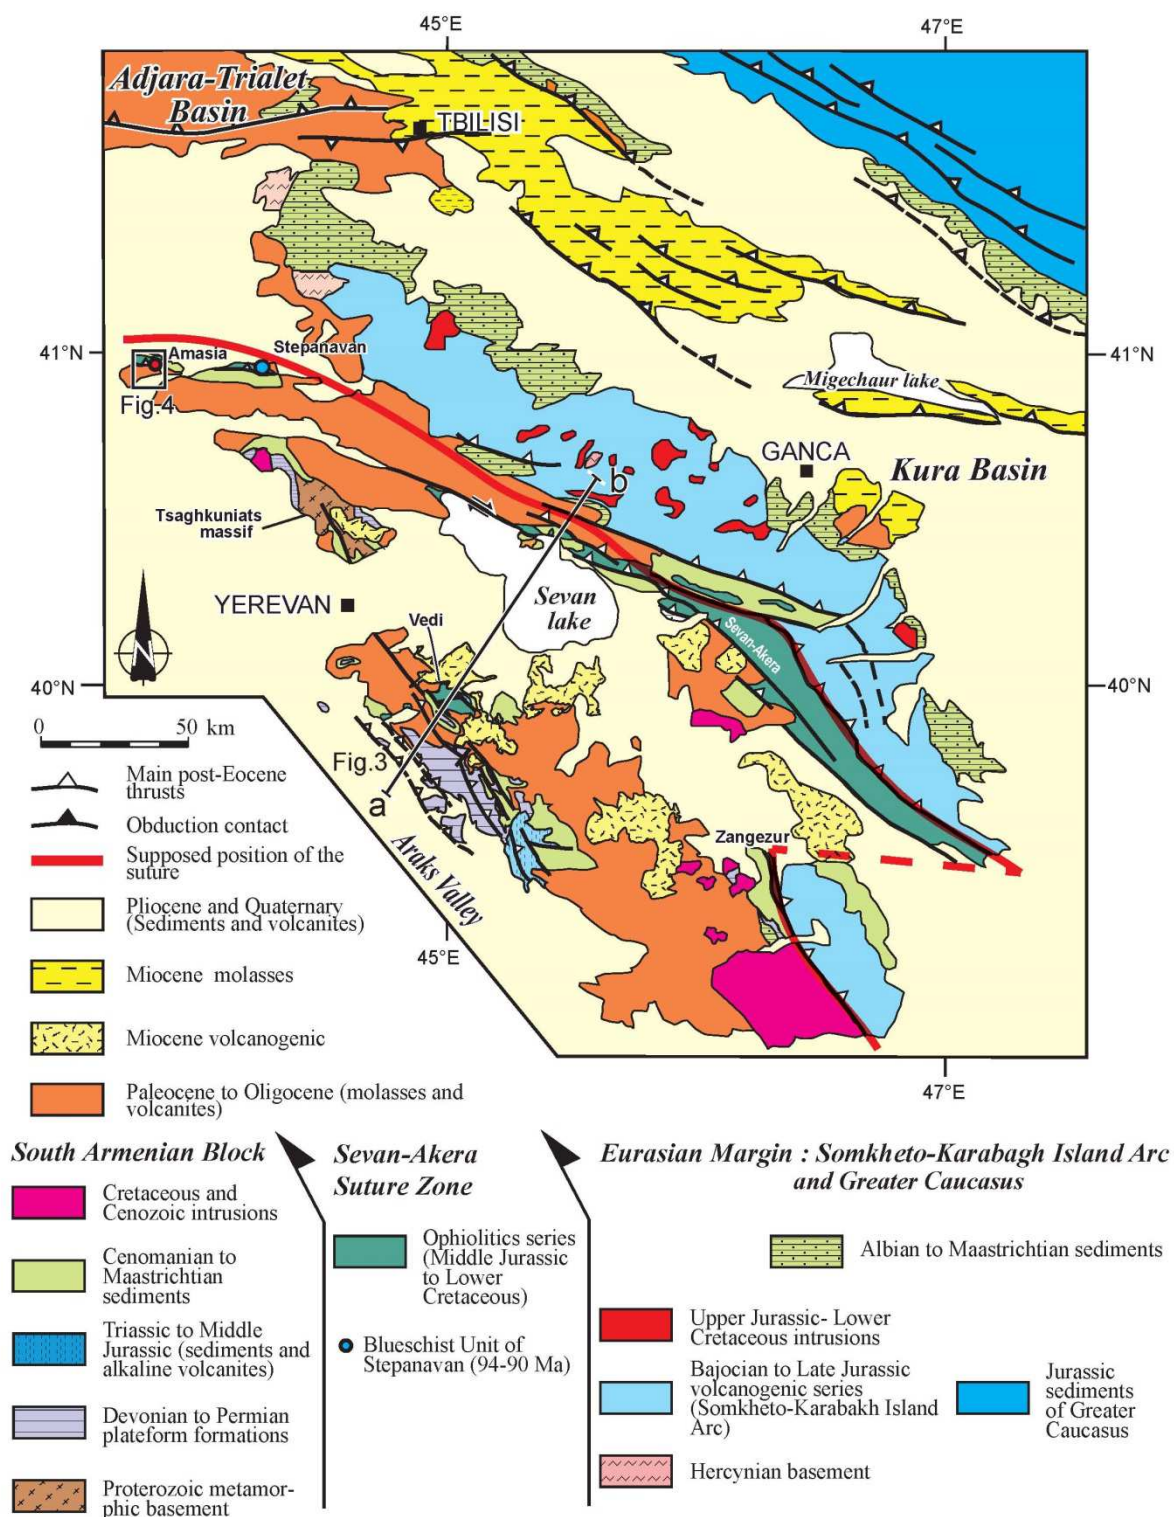 45°E
47°E
Adjara-Trialet
Basin
TBILISI
41°N
41°N
Amasia
Stepanavan
Fig.4
Migechaur lake
GANCA
Kura Basin
b
Tsaghkuniats
massif
YEREVAN
Sevan
lake
Sevan-Akera
Vedi
N
40°N
40°N
0
50 km
Fig.3
a
Araks Valley
Zangezur
45°E
47°E
Main post-Eocene
thrusts
Obduction contact
Supposed position of the
suture
Pliocene and Quaternary
(Sediments and volcanites)
Miocene molasses
Miocene volcanogenic
Paleocene to Oligocene (molasses and
volcanites)
South Armenian Block
Cretaceous and
Cenozoic intrusions
Cenomanian to
Maastrichtian
sediments
Triassic to Middle
Jurassic (sediments and
alkaline volcanites)
Devonian to Permian
plateform formations
Proterozoic metamor-
phic basement
Sevan-Akera
Suture Zone
Ophiolitics series
(Middle Jurassic
to Lower
Cretaceous)
Blueschist Unit of
Stepanavan (94-90 Ma)
Eurasian Margin : Somkheto-Karabagh Island Arc
and Greater Caucasus
Albian to Maastrichtian sediments
Upper Jurassic- Lower
Cretaceous intrusions
Bajocian to Late Jurassic
volcanogenic series
(Somkheto-Karabakh Island
Arc)
Jurassic
sediments
of Greater
Caucasus
Hercynian basement